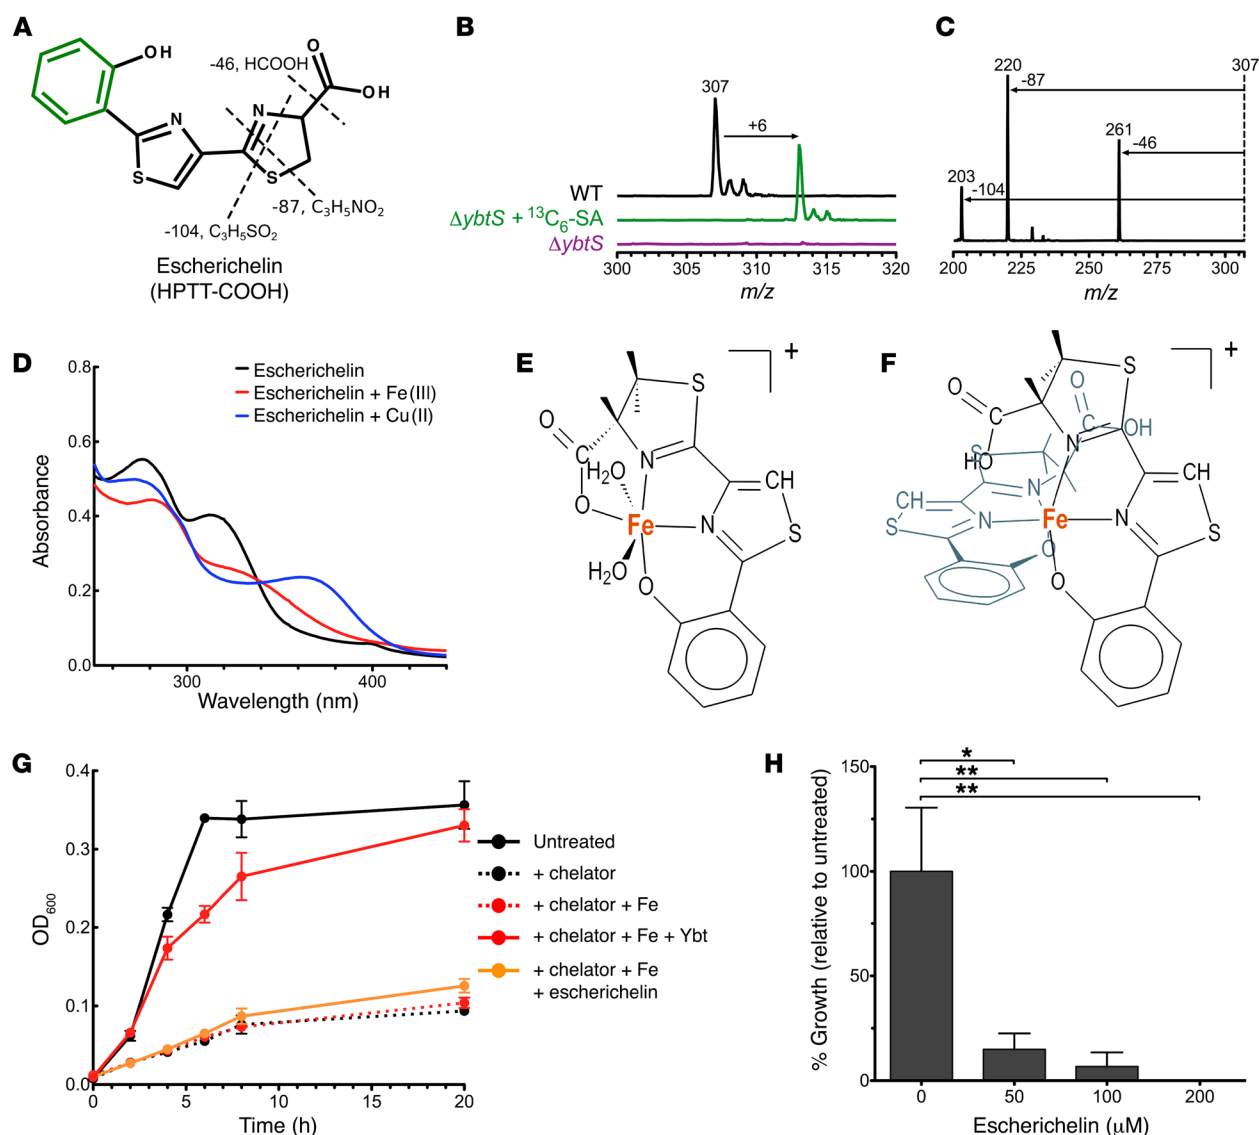 A
OH
-46, HCOOH
O
OH
N
N
S
S
-87, C3H5NO2
-104, C3H5SO2
Escherichelin
(HPTT-COOH)
B
307
+6
WT
ΔybtS + 13C6-SA
ΔybtS
300 305 310 315 320
m/z
C
220
307
-87
261
-46
203
-104
200 225 250 275 300
m/z
D
0.8
0.6
0.4
0.2
0.0
Absorbance
Escherichelin
Escherichelin + Fe(III)
Escherichelin + Cu(II)
300 400
Wavelength (nm)
E
+
S
O
C
H2O
N
O
Fe
N
CH
S
H2O
O
F
+
S
O
C
O
C
OH
N
HO
S
CH
N
CH
S
N
Fe
N
S
O
O
G
0.4
0.3
0.2
0.1
0.0
OD600
0 5 10 15 20
Time (h)
Untreated
+ chelator
+ chelator + Fe
+ chelator + Fe + Ybt
+ chelator + Fe
+ escherichelin
H
150
100
50
0
% Growth (relative to untreated)
*
**
**
0 50 100 200
Escherichelin (μM)